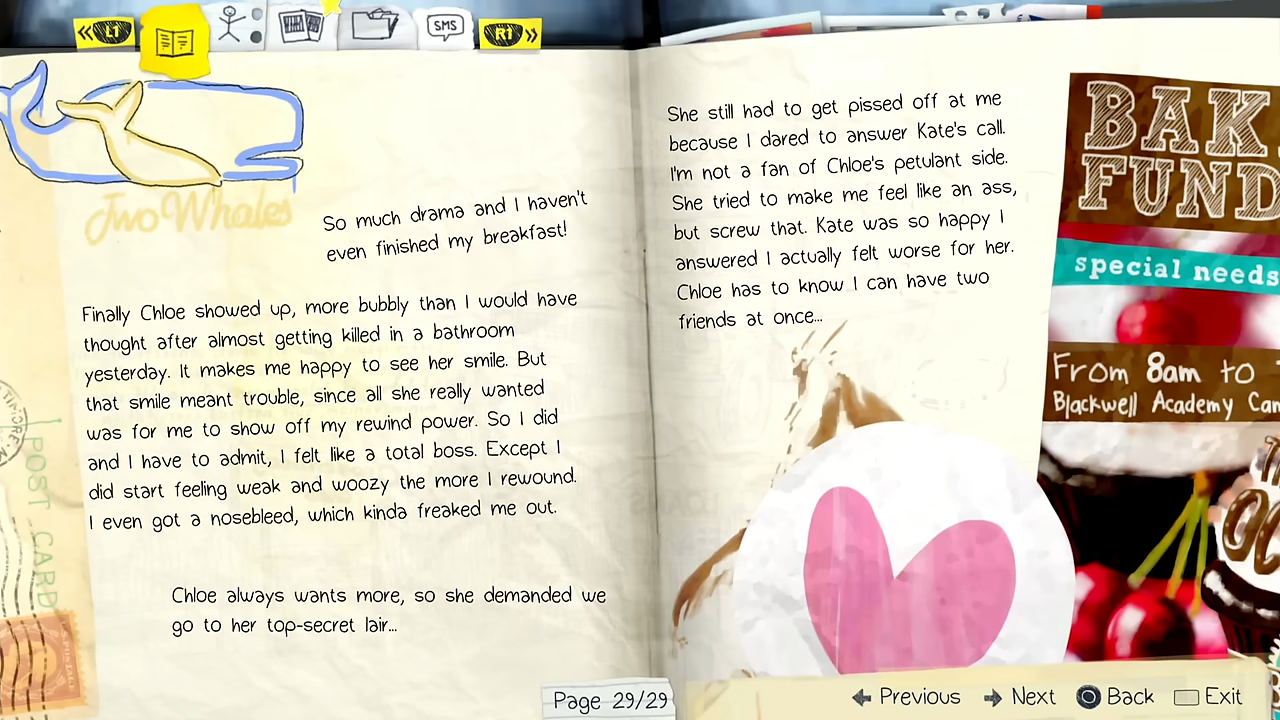 L1
SMS
R1
Two Whales
So much drama and I haven't
even finished my breakfast!
Finally Chloe showed up, more bubbly than I would have
thought after almost getting killed in a bathroom
yesterday. It makes me happy to see her smile. But
that smile meant trouble, since all she really wanted
was for me to show off my rewind power. So I did
and I have to admit, I felt like a total boss. Except I
did start feeling weak and woozy the more I rewound.
I even got a nosebleed, which kinda freaked me out.
Chloe always wants more, so she demanded we
go to her top-secret lair...
POST CARD
She still had to get pissed off at me
because I dared to answer Kate's call.
I'm not a fan of Chloe's petulant side.
She tried to make me feel like an ass,
but screw that. Kate was so happy I
answered I actually felt worse for her.
Chloe has to know I can have two
friends at once...
BAK
FUND
special needs
From 8am to
Blackwell Academy Cam
Page 29/29
Previous
Next
Back
Exit